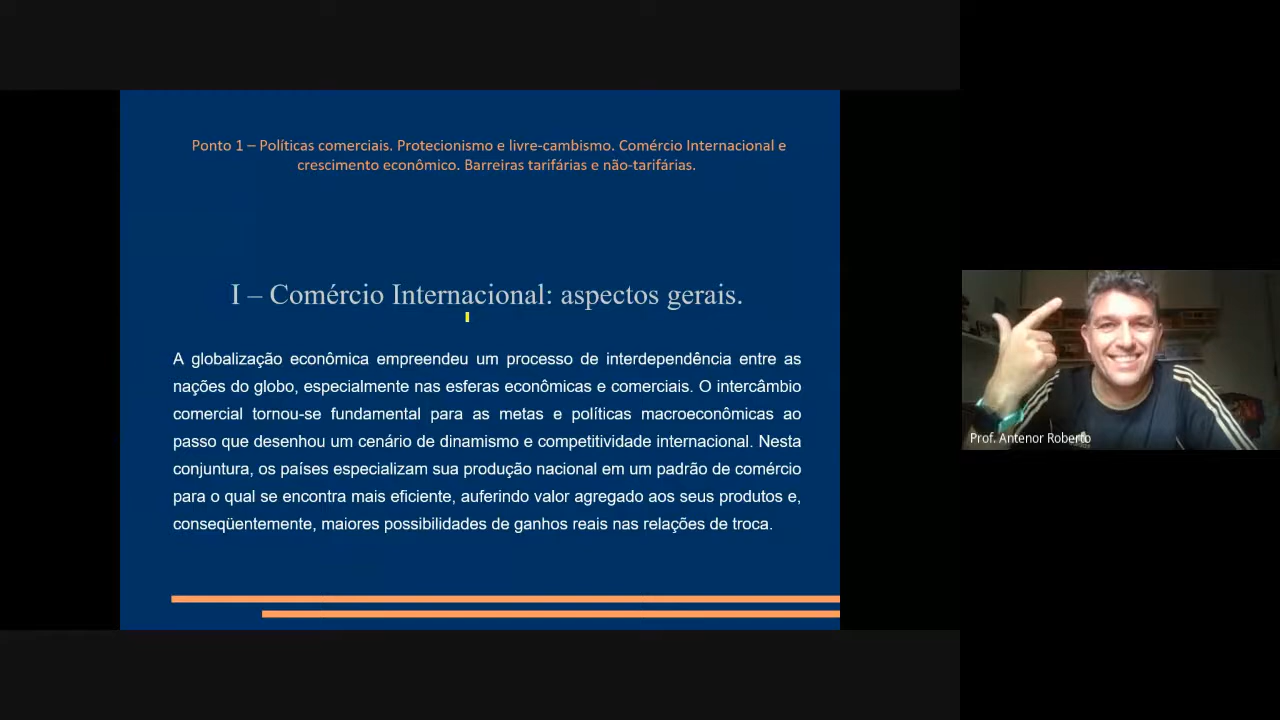 Ponto 1 – Políticas comerciais. Protecionismo e livre-cambismo. Comércio Internacional e
crescimento econômico. Barreiras tarifárias e não-tarifárias.
I – Comércio Internacional: aspectos gerais.
A globalização econômica empreendeu um processo de interdependência entre as
nações do globo, especialmente nas esferas econômicas e comerciais. O intercâmbio
comercial tornou-se fundamental para as metas e políticas macroeconômicas ao
passo que desenhou um cenário de dinamismo e competitividade internacional. Nesta
conjuntura, os países especializam sua produção nacional em um padrão de comércio
para o qual se encontra mais eficiente, auferindo valor agregado aos seus produtos e,
conseqüentemente, maiores possibilidades de ganhos reais nas relações de troca.
Prof. Antenor Roberto